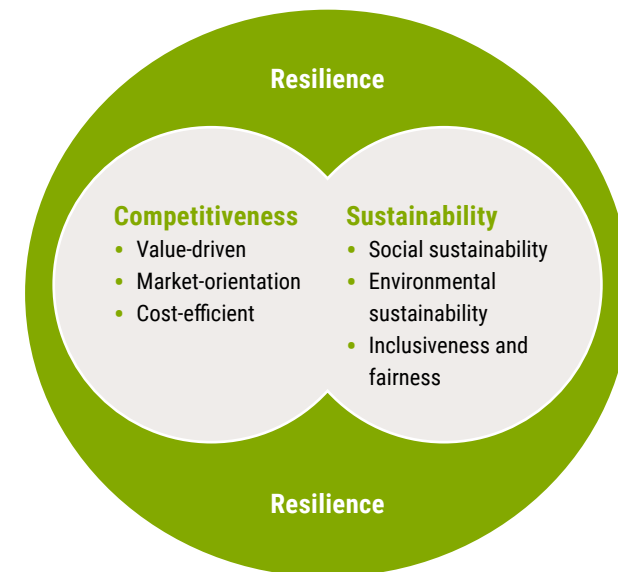 Resilience
Competitiveness
• Value-driven
• Market-orientation
• Cost-efficient
Sustainability
• Social sustainability
• Environmental
sustainability
• Inclusiveness and
fairness
Resilience